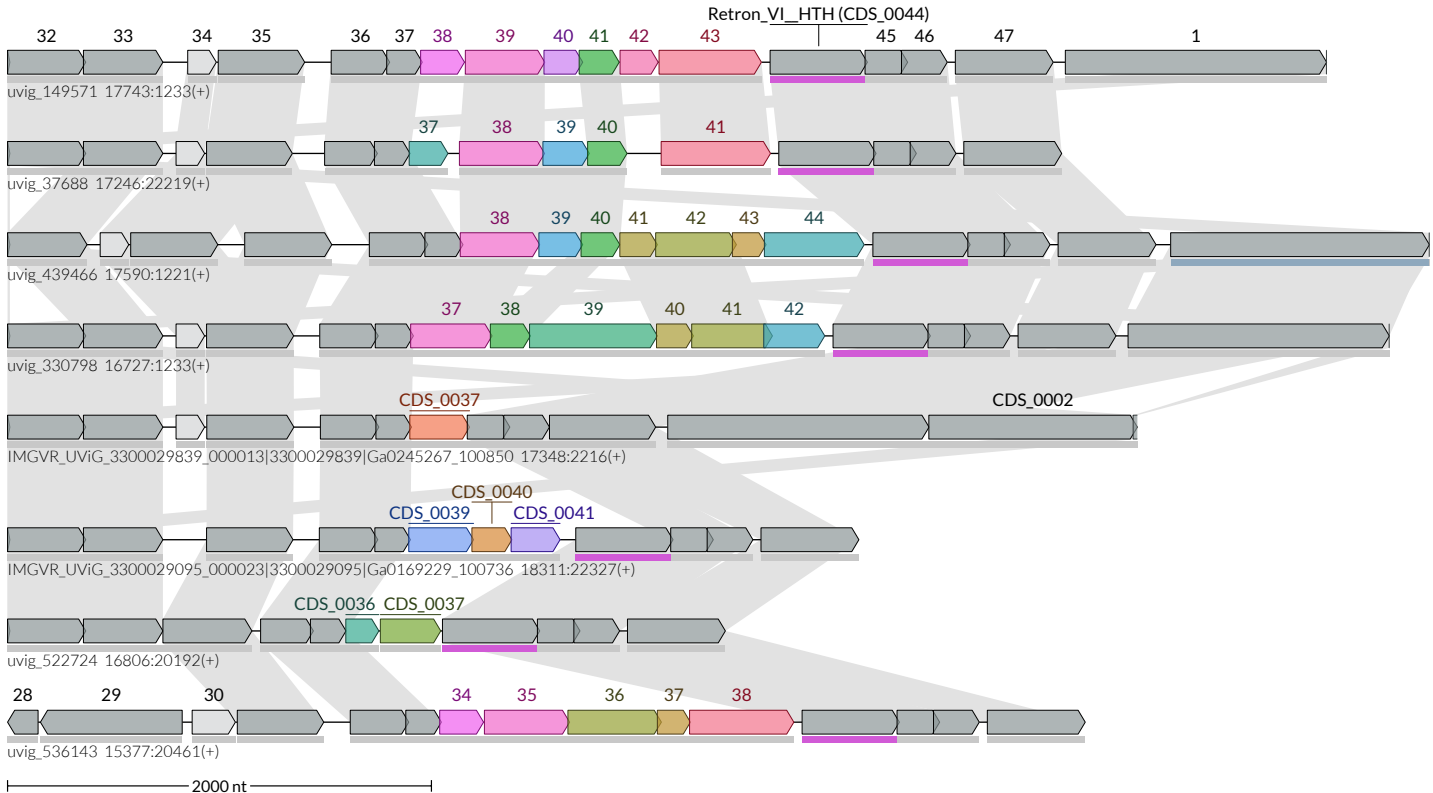 Retron_VI__HTH (CDS_0044)
32 33 34 35 36 37 38 39 40 41 42 43 45 46 47 1
uvig_149571 17743:1233(+)
37 38 39 40 41
uvig_37688 17246:22219(+)
38 39 40 41 42 43 44
uvig_439466 17590:1221(+)
37 38 39 40 41 42
uvig_330798 16727:1233(+)
CDS_0037 CDS_0002
IMGVR_UViG_3300029839_000013|3300029839|Ga0245267_100850 17348:2216(+)
CDS_0040
CDS_0039 CDS_0041
IMGVR_UViG_3300029095_000023|3300029095|Ga0169229_100736 18311:22327(+)
CDS_0036 CDS_0037
uvig_522724 16806:20192(+)
28 29 30 34 35 36 37 38
uvig_536143 15377:20461(+)
2000 nt